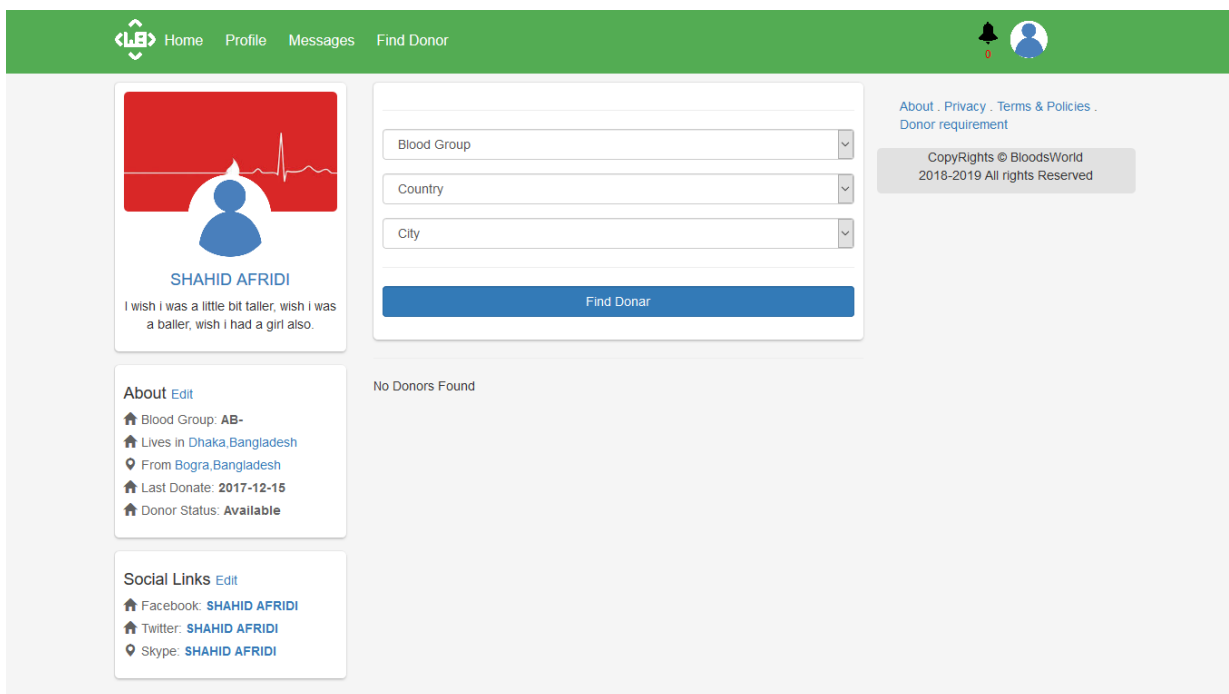 Home Profile Messages Find Donor
0
SHAHID AFRIDI
I wish i was a little bit taller, wish i was
a baller, wish i had a girl also.
About Edit
Blood Group: AB-
Lives in Dhaka,Bangladesh
From Bogra,Bangladesh
Last Donate: 2017-12-15
Donor Status: Available
Social Links Edit
Facebook: SHAHID AFRIDI
Twitter: SHAHID AFRIDI
Skype: SHAHID AFRIDI
Blood Group
Country
City
Find Donar
No Donors Found
About . Privacy . Terms & Policies .
Donor requirement
CopyRights © BloodsWorld
2018-2019 All rights Reserved